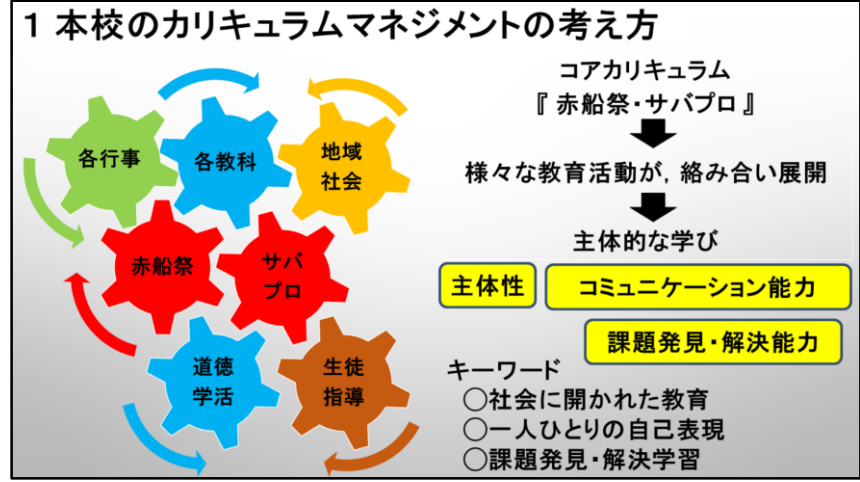 1 本校のカリキュラムマネジメントの考え方
各行事
各教科
地域
社会
赤船祭
サバ
プロ
道徳
学活
生徒
指導
コアカリキュラム
『 赤船祭・サバプロ 』
様々な教育活動が, 絡み合い展開
主体的な学び
主体性
コミュニケーション能力
課題発見・解決能力
キーワード
○社会に開かれた教育
○一人ひとりの自己表現
○課題発見・解決学習